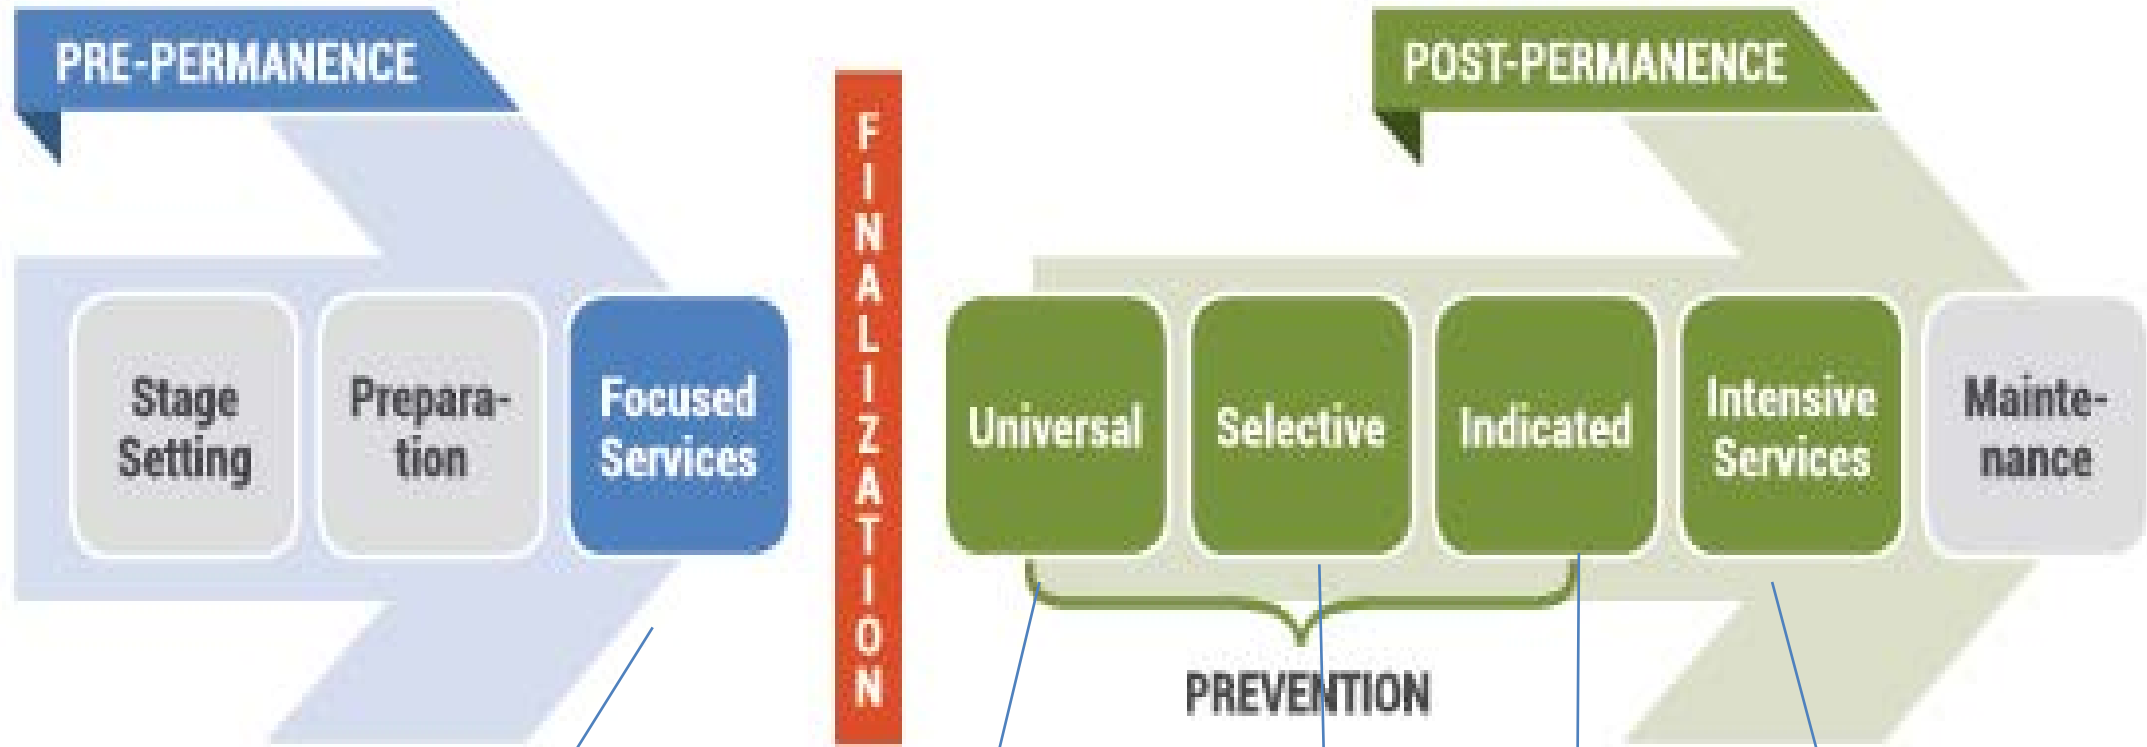 PRE-PERMANENCE
POST-PERMANENCE
FINALIZATION
Stage
Setting
Prepara-
tion
Focused
Services
Universal
Selective
Indicated
Intensive
Services
Mainte-
nance
PREVENTION